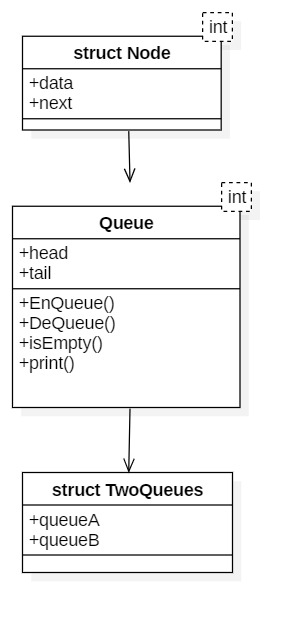 int
struct Node
+data
+next
int
Queue
+head
+tail
+EnQueue()
+DeQueue()
+isEmpty()
+print()
struct TwoQueues
+queueA
+queueB